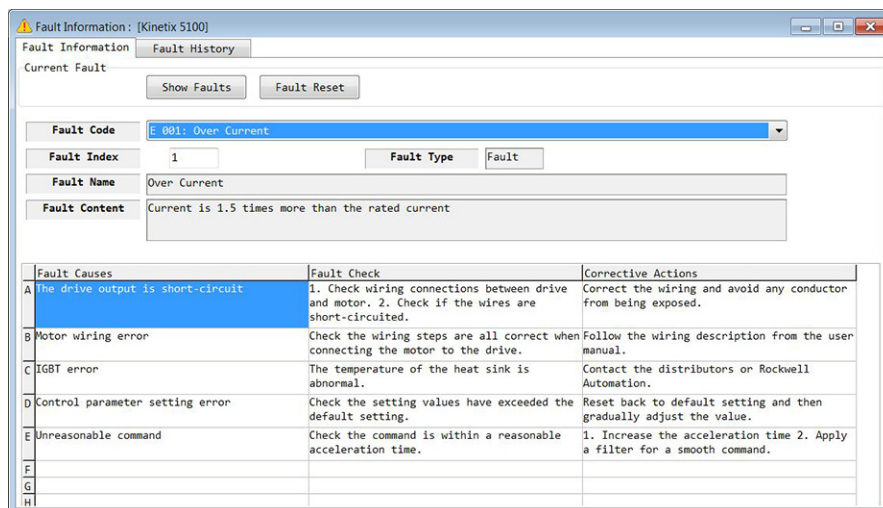 Fault Information : [Kinetix 5100]
Fault Information Fault History
Current Fault
Show Faults Fault Reset
Fault Code E 001: Over Current
Fault Index 1 Fault Type Fault
Fault Name Over Current
Fault Content Current is 1.5 times more than the rated current
Fault Causes Fault Check Corrective Actions
A The drive output is short-circuit 1. Check wiring connections between drive Correct the wiring and avoid any conductor
and motor. 2. Check if the wires are from being exposed.
short-circuited.
B Motor wiring error Check the wiring steps are all correct when Follow the wiring description from the user
connecting the motor to the drive. manual.
C IGBT error The temperature of the heat sink is Contact the distributors or Rockwell
abnormal. Automation.
D Control parameter setting error Check the setting values have exceeded the Reset back to default setting and then
default setting. gradually adjust the value.
E Unreasonable command Check the command is within a reasonable 1. Increase the acceleration time 2. Apply
acceleration time. a filter for a smooth command.
F
G
H